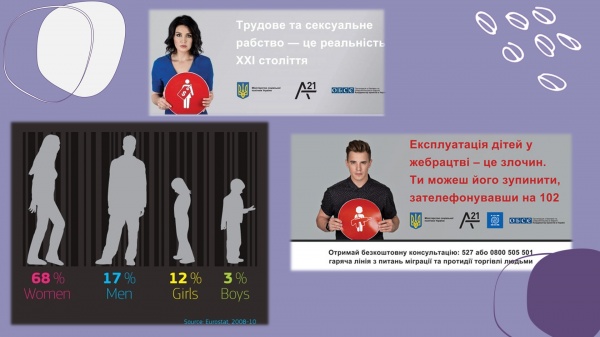 Трудове та сексуальне
рабство — це реальність
ХХІ століття
A21
ОБСЄ
Експлуатація дітей у
жебрацтві – це злочин.
Ти можеш його зупинити,
зателефонувавши на 102
A21
ОБСЄ
Отримай безкоштовну консультацію: 527 або 0800 505 501
гаряча лінія з питань міграції та протидії торгівлі людьми
68 % 17 % 12 % 3 %
Women Men Girls Boys
Source: Eurostat, 2008-10